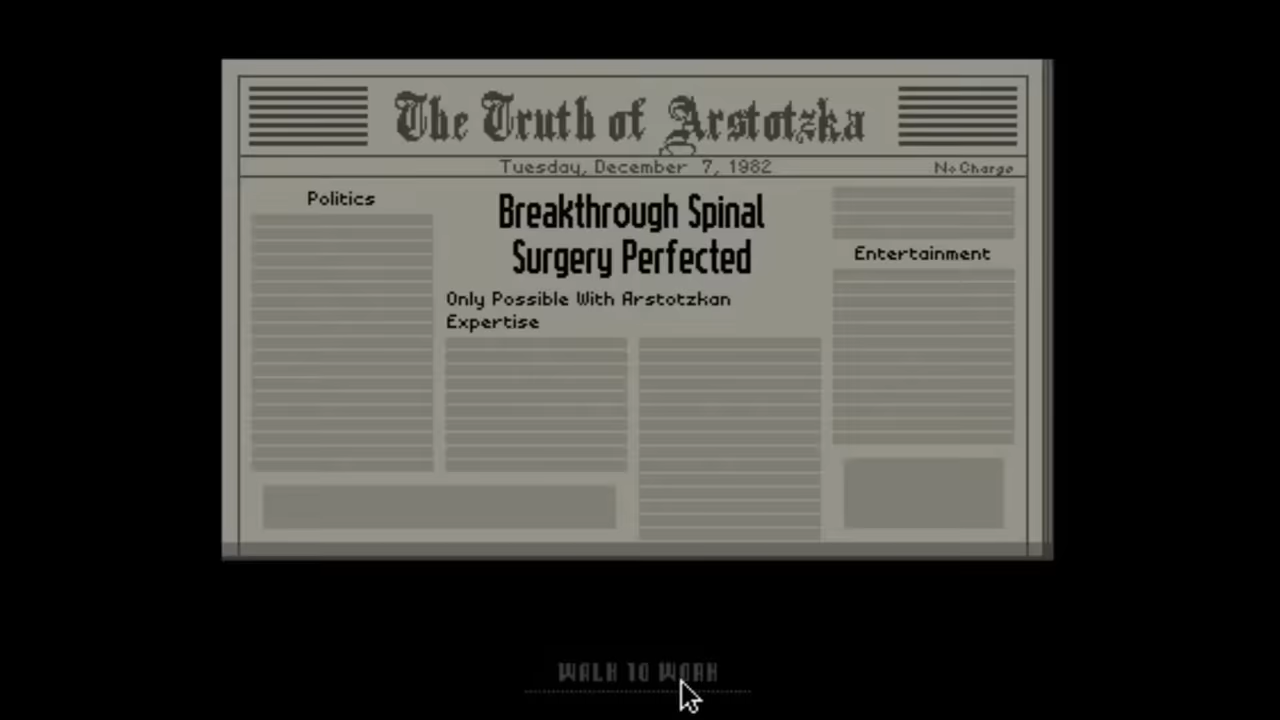 The Truth of Arstotzka
Tuesday, December 7, 1982
No Charge
Politics
Breakthrough Spinal
Surgery Perfected
Only Possible With Arstotzkan
Expertise
Entertainment
WALK TO WORK